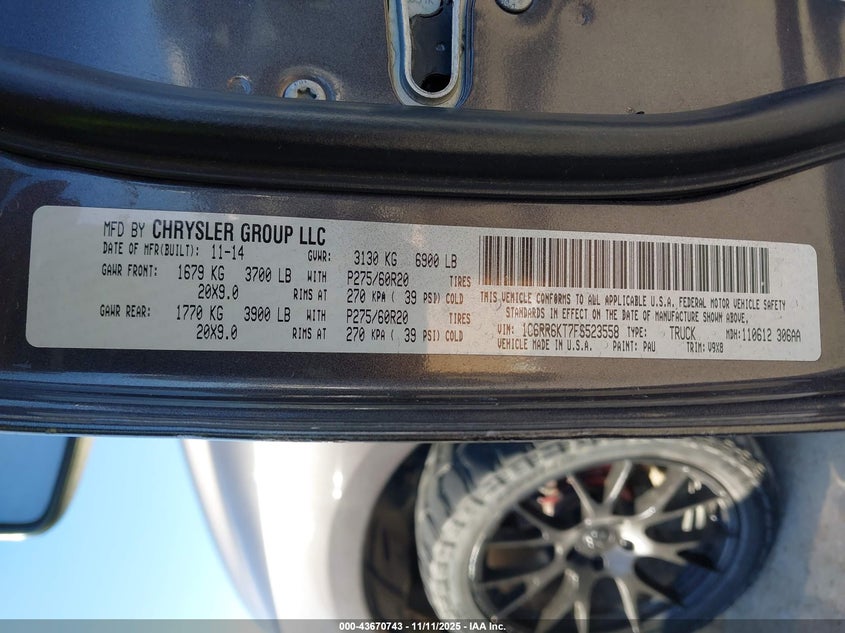 MFD BY CHRYSLER GROUP LLC
DATE OF MFR(BUILT): 11-14 GVWR: 3130 KG 6900 LB
GAWR FRONT: 1679 KG 3700 LB WITH P275/60R20 TIRES
20X9.0 RIMS AT 270 KPA ( 39 PSI) COLD
GAWR REAR: 1770 KG 3900 LB WITH P275/60R20 TIRES
20X9.0 RIMS AT 270 KPA ( 39 PSI) COLD
THIS VEHICLE CONFORMS TO ALL APPLICABLE U.S.A. FEDERAL MOTOR VEHICLE SAFETY
STANDARDS IN EFFECT ON THE DATE OF MANUFACTURE SHOWN ABOVE.
VIN: 1C6RR6KT7FS523558 TYPE: TRUCK MDH: 110612 306AA
VEHICLE MADE IN U.S.A. PAINT: PAU TRIM: V9X8
000-43670743 - 11/11/2025 - IAA Inc.